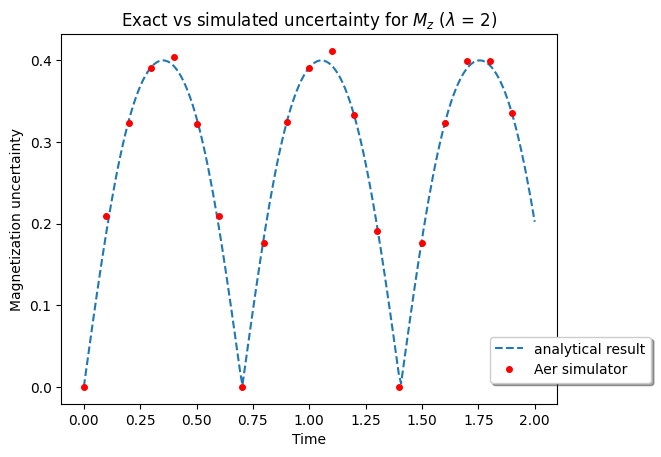 Exact vs simulated uncertainty for $M_z$ (λ = 2)
Magnetization uncertainty
0.4
0.3
0.2
0.1
0.0
0.00 0.25 0.50 0.75 1.00 1.25 1.50 1.75 2.00
Time
analytical result
Aer simulator